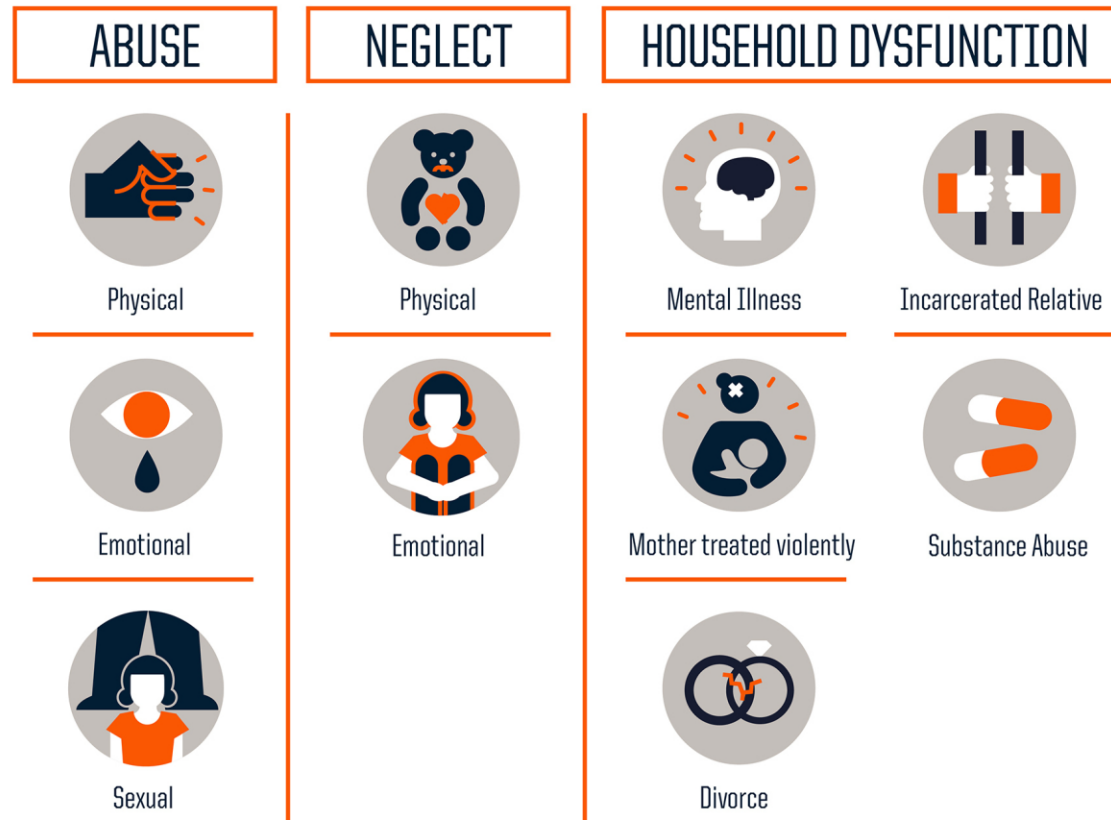 ABUSE
Physical
Emotional
Sexual
NEGLECT
Physical
Emotional
HOUSEHOLD DYSFUNCTION
Mental Illness
Incarcerated Relative
Mother treated violently
Substance Abuse
Divorce